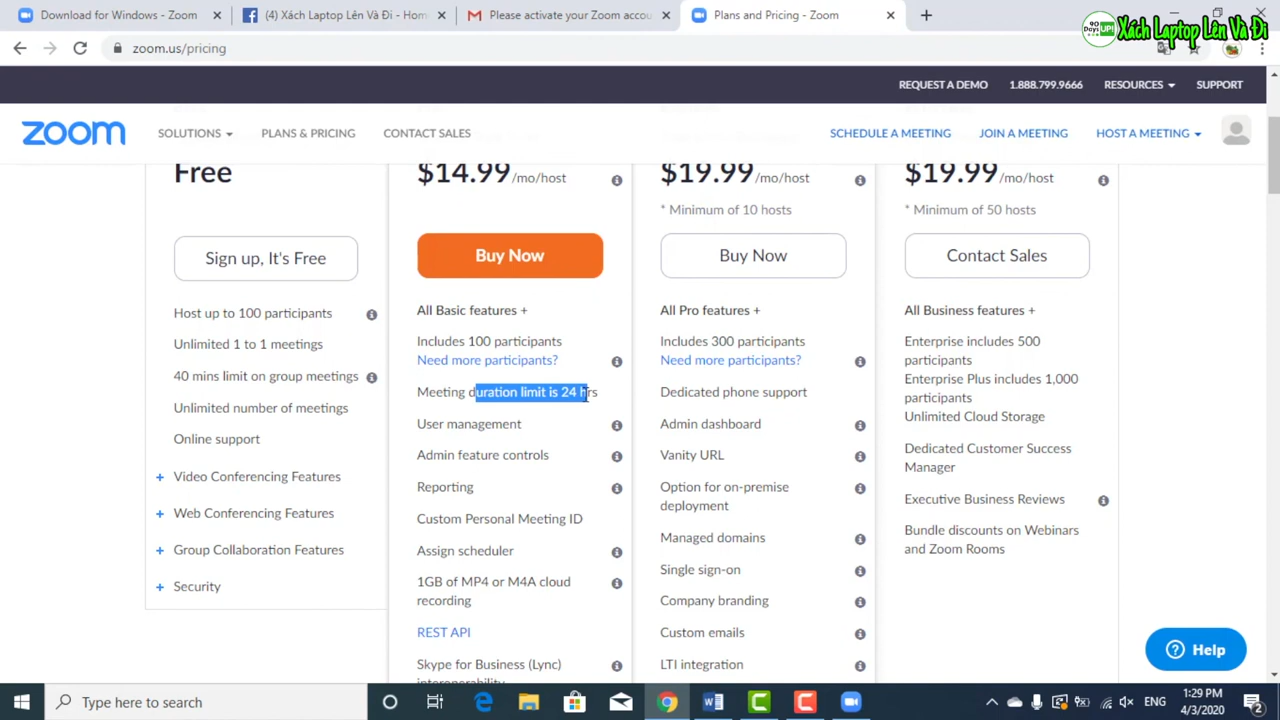 Download for Windows - Zoom
(4) Xách Laptop Lên Và Đi - Hom
Please activate your Zoom accou
Plans and Pricing - Zoom
90 Days UP!
Xách Laptop Lên Và Đi
zoom.us/pricing
REQUEST A DEMO 1.888.799.9666 RESOURCES SUPPORT
zoom SOLUTIONS PLANS & PRICING CONTACT SALES SCHEDULE A MEETING JOIN A MEETING HOST A MEETING
Free
Sign up, It's Free
Host up to 100 participants
Unlimited 1 to 1 meetings
40 mins limit on group meetings
Unlimited number of meetings
Online support
+ Video Conferencing Features
+ Web Conferencing Features
+ Group Collaboration Features
+ Security
$14.99/mo/host
Buy Now
All Basic features +
Includes 100 participants
Need more participants?
Meeting duration limit is 24 hrs
User management
Admin feature controls
Reporting
Custom Personal Meeting ID
Assign scheduler
1GB of MP4 or M4A cloud
recording
REST API
Skype for Business (Lync)
interoperability
$19.99/mo/host
* Minimum of 10 hosts
Buy Now
All Pro features +
Includes 300 participants
Need more participants?
Dedicated phone support
Admin dashboard
Vanity URL
Option for on-premise
deployment
Managed domains
Single sign-on
Company branding
Custom emails
LTI integration
$19.99/mo/host
* Minimum of 50 hosts
Contact Sales
All Business features +
Enterprise includes 500
participants
Enterprise Plus includes 1,000
participants
Unlimited Cloud Storage
Dedicated Customer Success
Manager
Executive Business Reviews
Bundle discounts on Webinars
and Zoom Rooms
Help
Type here to search
ENG
1:29 PM
4/3/2020
2